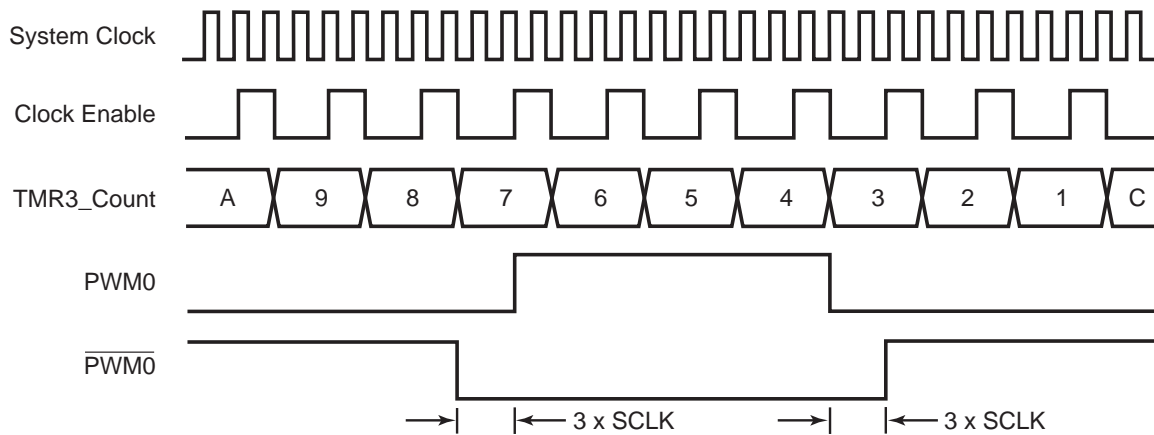 System Clock
Clock Enable
TMR3_Count A 9 8 7 6 5 4 3 2 1 C
PWM0
PWM0
3 x SCLK 3 x SCLK